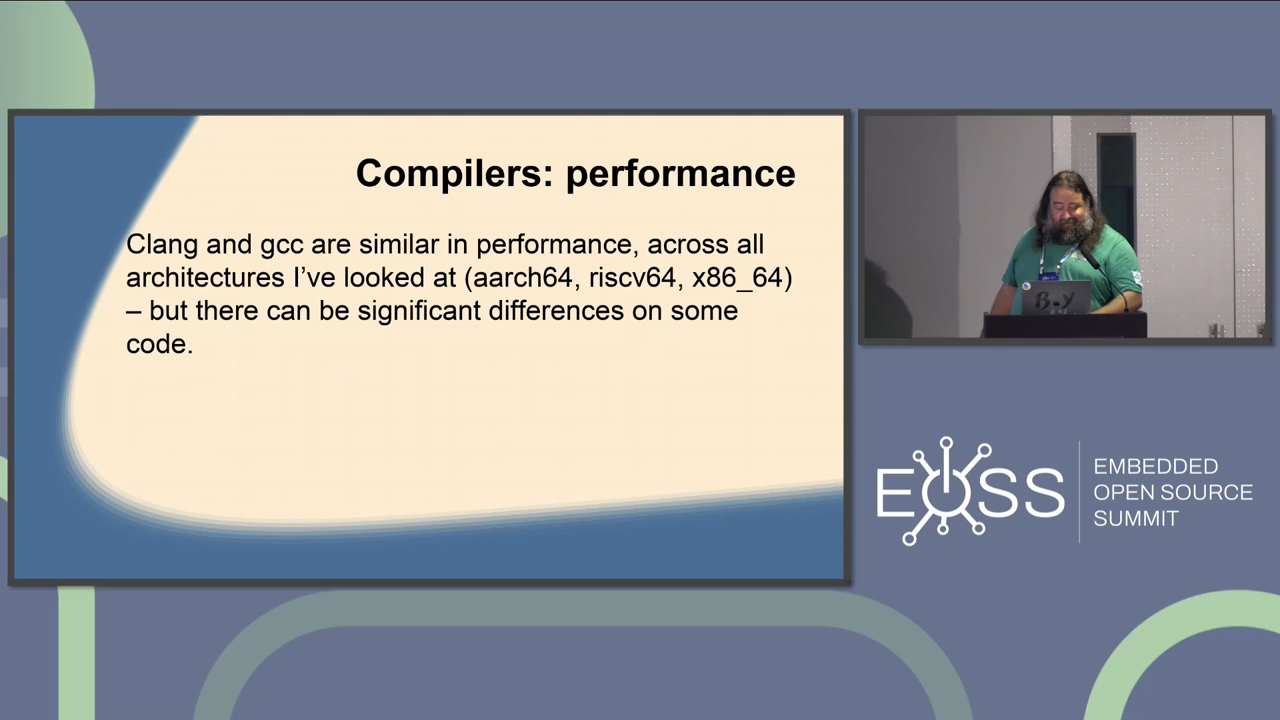 Compilers: performance
Clang and gcc are similar in performance, across all
architectures I’ve looked at (aarch64, riscv64, x86_64)
– but there can be significant differences on some
code.
EOSS
EMBEDDED
OPEN SOURCE
SUMMIT